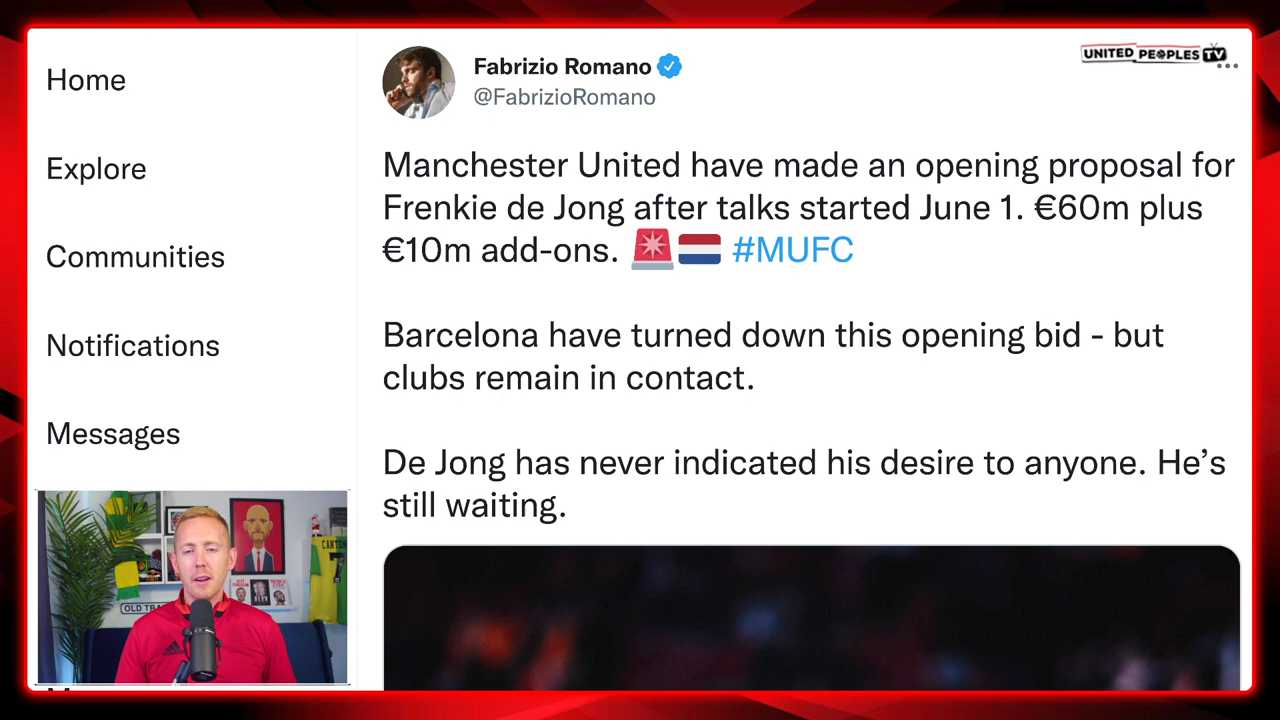 Home
Explore
Communities
Notifications
Messages
Fabrizio Romano
@FabrizioRomano
UNITED PEOPLES TV
Manchester United have made an opening proposal for
Frenkie de Jong after talks started June 1. €60m plus
€10m add-ons. 🚨🇳🇱 #MUFC
Barcelona have turned down this opening bid - but
clubs remain in contact.
De Jong has never indicated his desire to anyone. He’s
still waiting.
OLD TRA